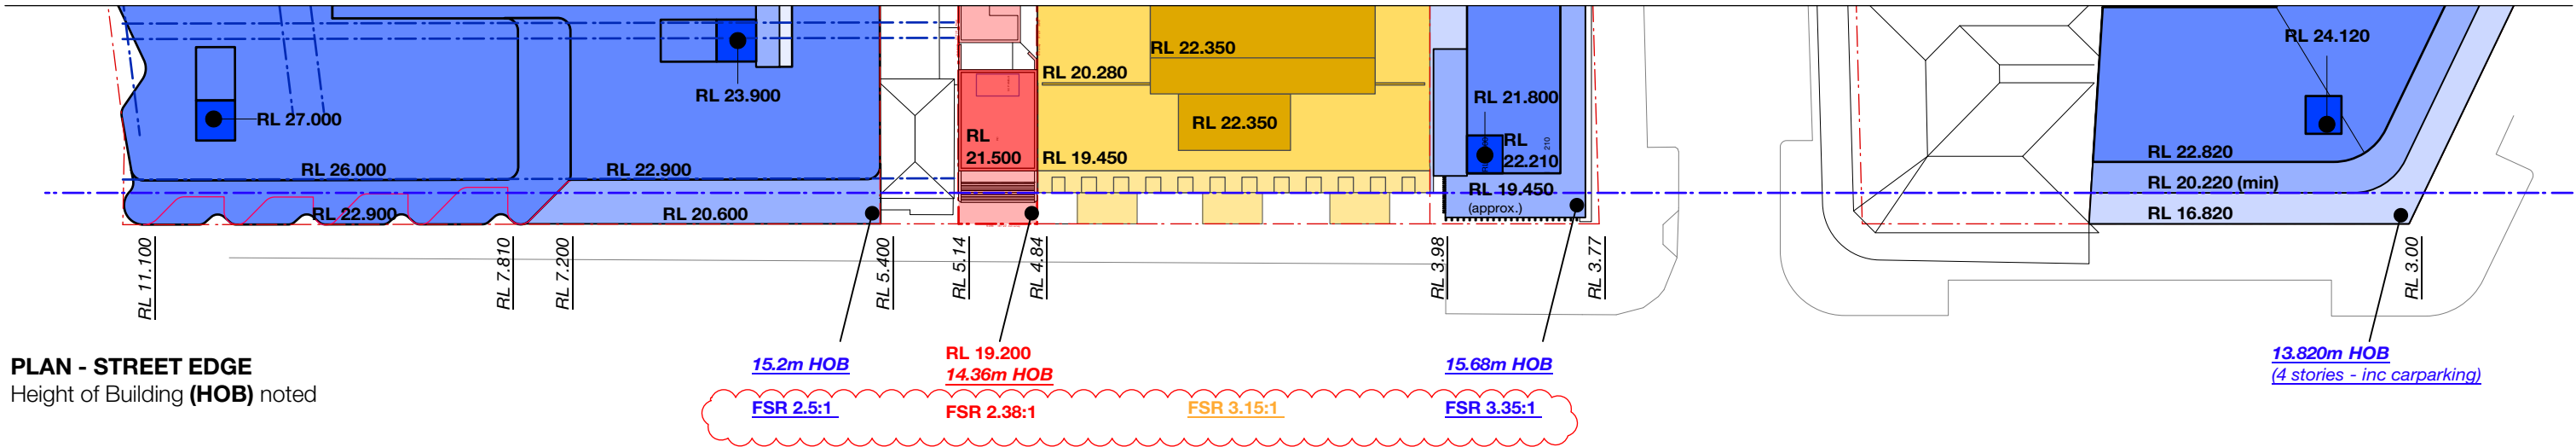 RL 24.120
RL 22.350
RL 20.280
RL 23.900
RL 21.800
RL 27.000
RL 22.350
RL
21.500
RL
22.210
210
RL 19.450
RL 26.000
RL 22.900
RL 22.820
RL 20.220 (min)
RL 19.450
(approx.)
RL 22.900
RL 20.600
RL 16.820
RL 11.100
RL 7.810
RL 7.200
RL 5.400
RL 5.14
RL 4.84
RL 3.98
RL 3.77
RL 3.00
PLAN - STREET EDGE
Height of Building (HOB) noted
15.2m HOB
RL 19.200
14.36m HOB
15.68m HOB
13.820m HOB
(4 stories - inc carparking)
FSR 2.5:1
FSR 2.38:1
FSR 3.15:1
FSR 3.35:1